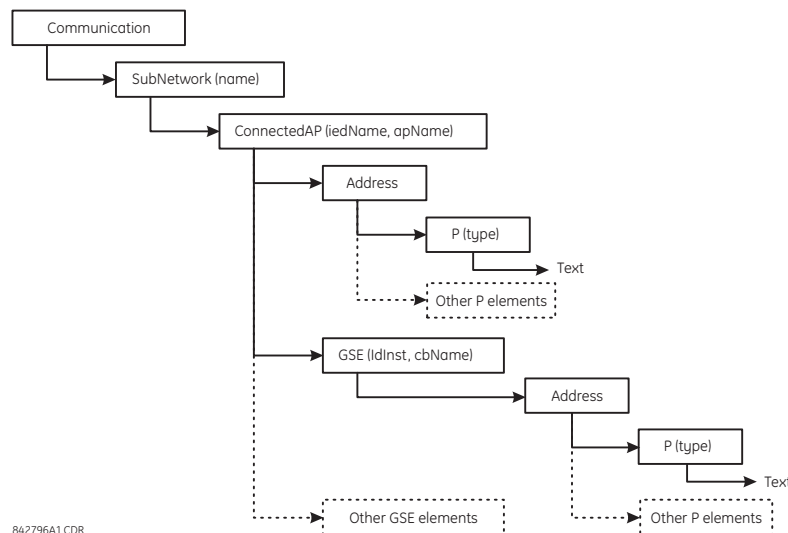 Communication
SubNetwork (name)
ConnectedAP (iedName, apName)
Address
P (type)
Text
Other P elements
GSE (IdInst, cbName)
Address
P (type)
Text
Other GSE elements
Other P elements
842796A1.CDR